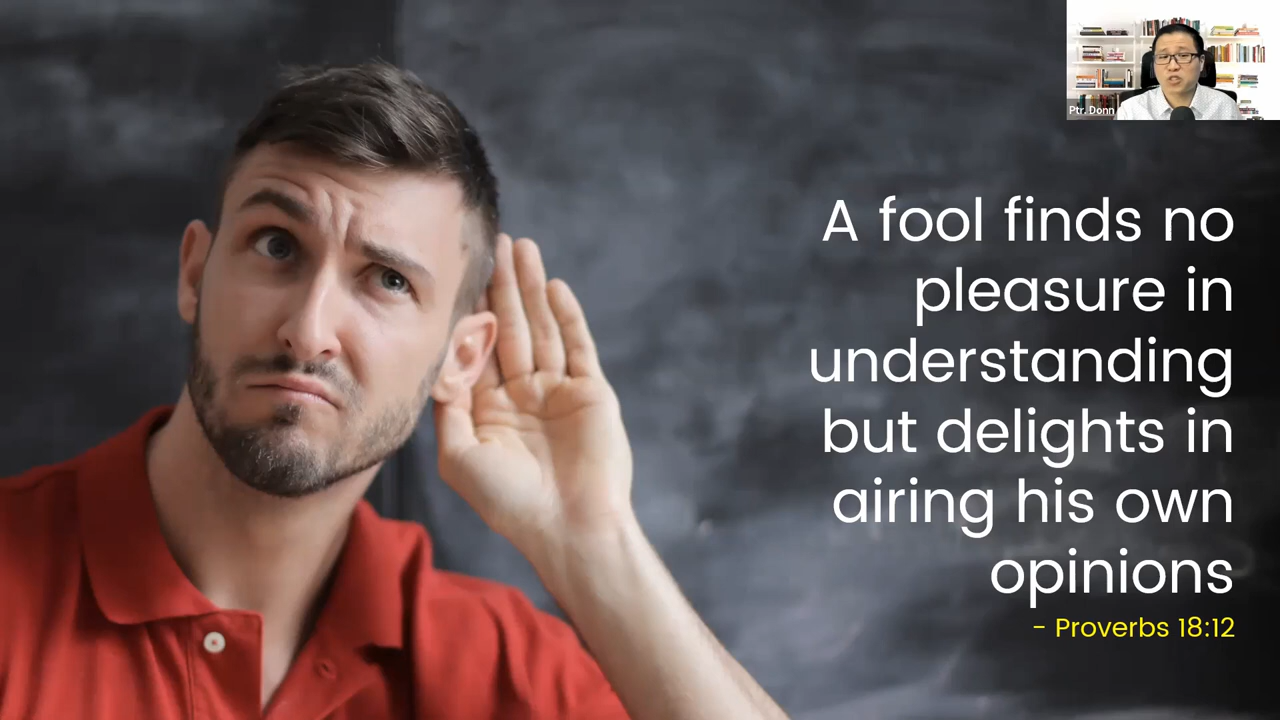 Ptr. Donn
A fool finds no
pleasure in
understanding
but delights in
airing his own
opinions
- Proverbs 18:12